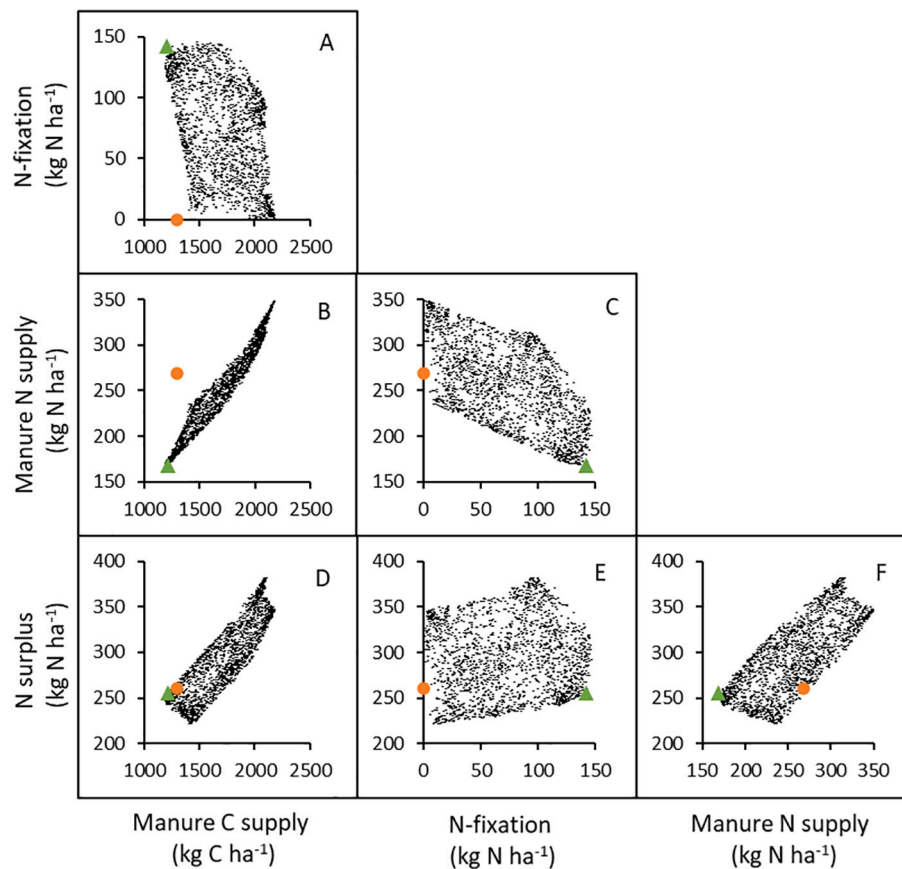 A
N-fixation
(kg N ha⁻¹)
150
100
50
0
1000 1500 2000 2500
B
C
Manure N supply
(kg N ha⁻¹)
350
300
250
200
150
1000 1500 2000 2500
350
300
250
200
150
0 50 100 150
D
E
F
N surplus
(kg N ha⁻¹)
400
350
300
250
200
1000 1500 2000 2500
400
350
300
250
200
0 50 100 150
400
350
300
250
200
150 200 250 300 350
Manure C supply
(kg C ha⁻¹)
N-fixation
(kg N ha⁻¹)
Manure N supply
(kg N ha⁻¹)